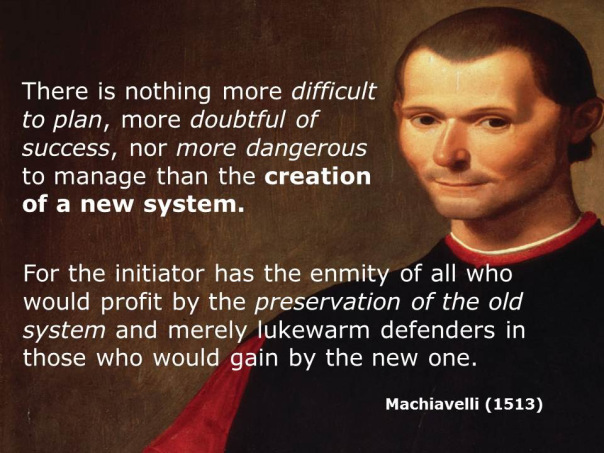 There is nothing more difficult
to plan, more doubtful of
success, nor more dangerous
to manage than the creation
of a new system.
For the initiator has the enmity of all who
would profit by the preservation of the old
system and merely lukewarm defenders in
those who would gain by the new one.
Machiavelli (1513)